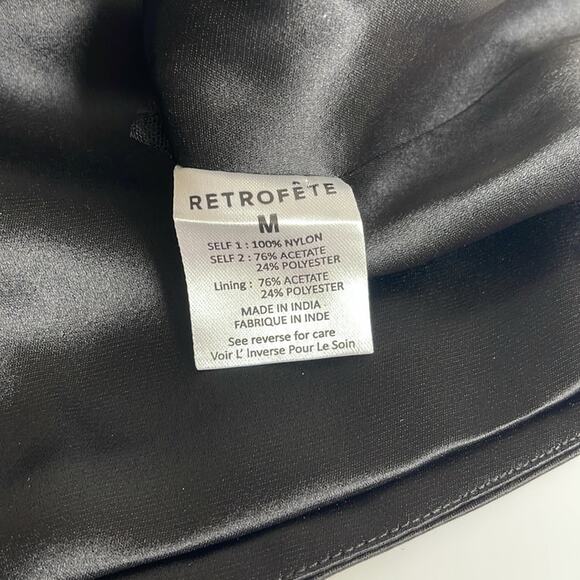 RETROFÊTE
M
SELF 1 : 100% NYLON
SELF 2 : 76% ACETATE
24% POLYESTER
Lining : 76% ACETATE
24% POLYESTER
MADE IN INDIA
FABRIQUE IN INDE
See reverse for care
Voir L' Inverse Pour Le Soin